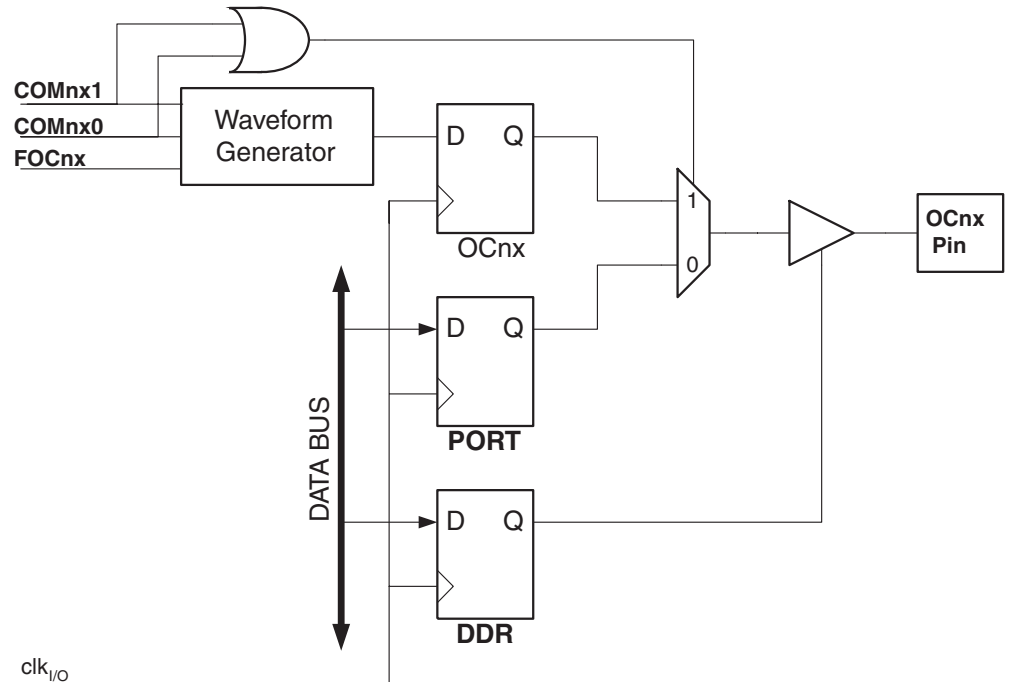 COMnx1
COMnx0
FOCnx
Waveform
Generator
D Q
OCnx
1
0
OCnx
Pin
D Q
PORT
DATA BUS
D Q
DDR
clkI/O